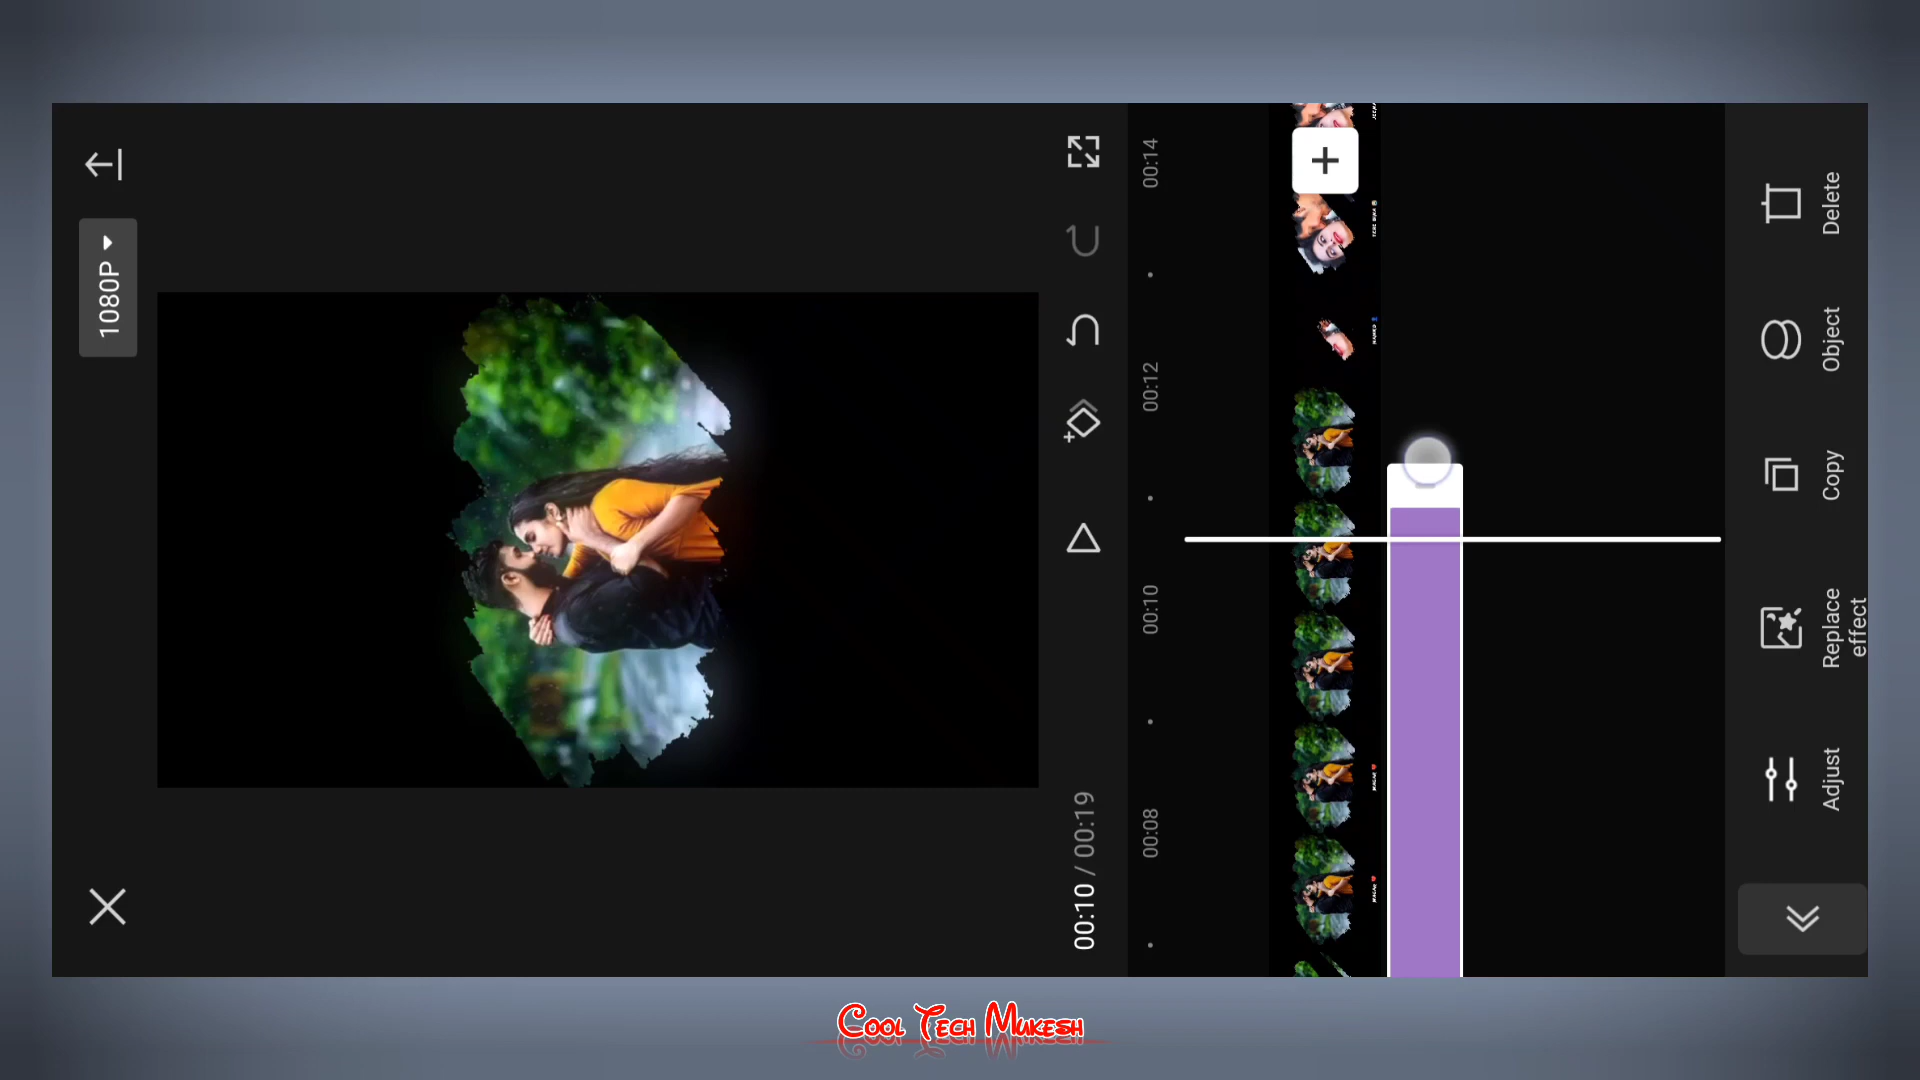 1080P
00:10 / 00:19
00:14
00:12
00:10
00:08
Delete
Object
Copy
Replace
effect
Adjust
Cool Tech Mukesh